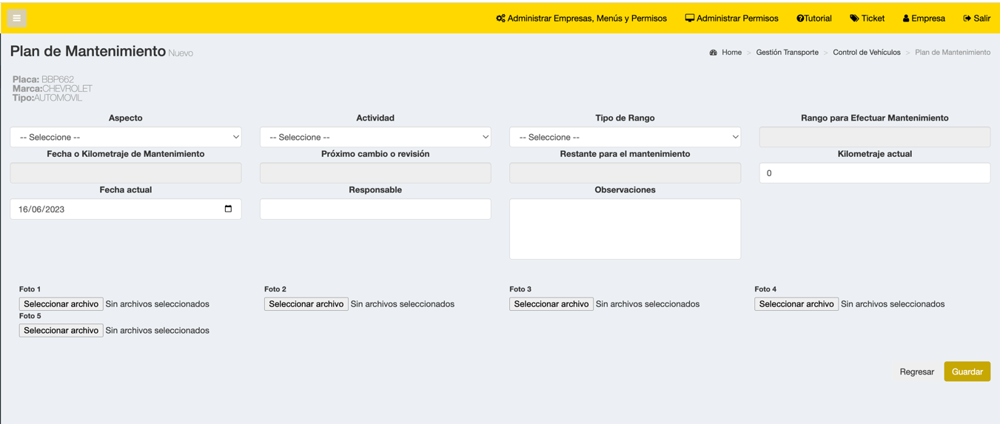 Administrar Empresas, Menús y Permisos Administrar Permisos Tutorial Ticket Empresa Salir
Plan de Mantenimiento Nuevo
Home > Gestión Transporte > Control de Vehículos > Plan de Mantenimiento
Placa: BBP662
Marca:CHEVROLET
Tipo:AUTOMOVIL
Aspecto Actividad Tipo de Rango Rango para Efectuar Mantenimiento
-- Seleccione -- -- Seleccione -- -- Seleccione --
Fecha o Kilometraje de Mantenimiento Próximo cambio o revisión Restante para el mantenimiento Kilometraje actual
0
Fecha actual Responsable Observaciones
16/06/2023
Foto 1 Foto 2 Foto 3 Foto 4
Seleccionar archivo Sin archivos seleccionados Seleccionar archivo Sin archivos seleccionados Seleccionar archivo Sin archivos seleccionados Seleccionar archivo Sin archivos seleccionados
Foto 5
Seleccionar archivo Sin archivos seleccionados
Regresar Guardar